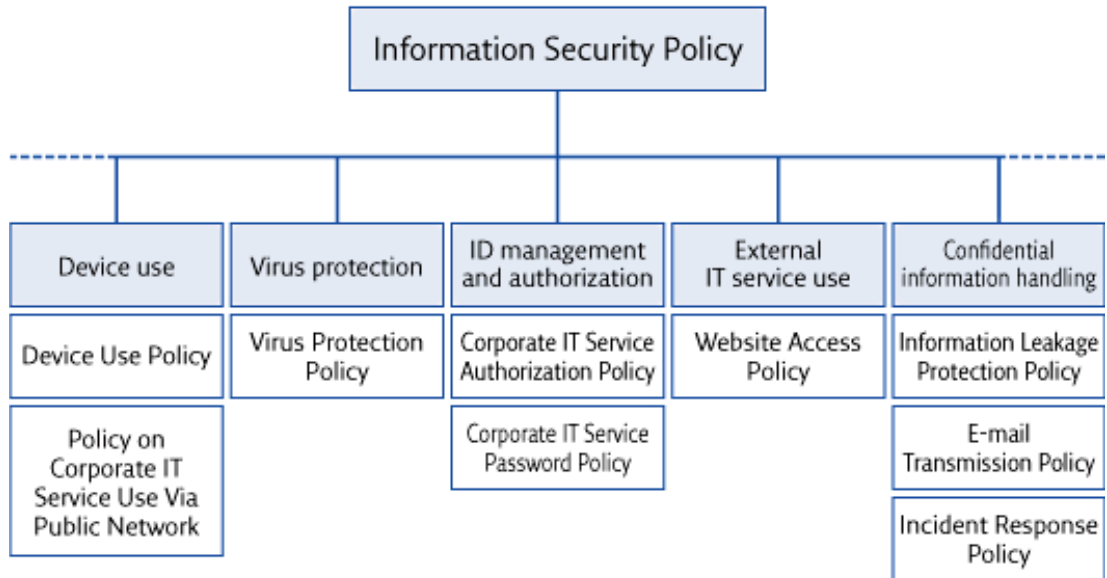 Information Security Policy
Device use
Virus protection
ID management
and authorization
External
IT service use
Confidential
information handling
Device Use Policy
Virus Protection
Policy
Corporate IT Service
Authorization Policy
Website Access
Policy
Information Leakage
Protection Policy
Policy on
Corporate IT
Service Use Via
Public Network
Corporate IT Service
Password Policy
E-mail
Transmission Policy
Incident Response
Policy